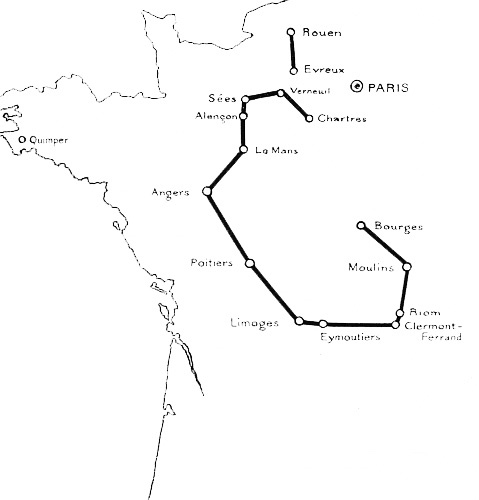 Rouen
Evreux
PARIS
Verneuil
Sées
Alençon
Chartres
Quimper
Le Mans
Angers
Bourges
Poitiers
Moulins
Riom
Limoges
Clermont-
Ferrand
Eymoutiers